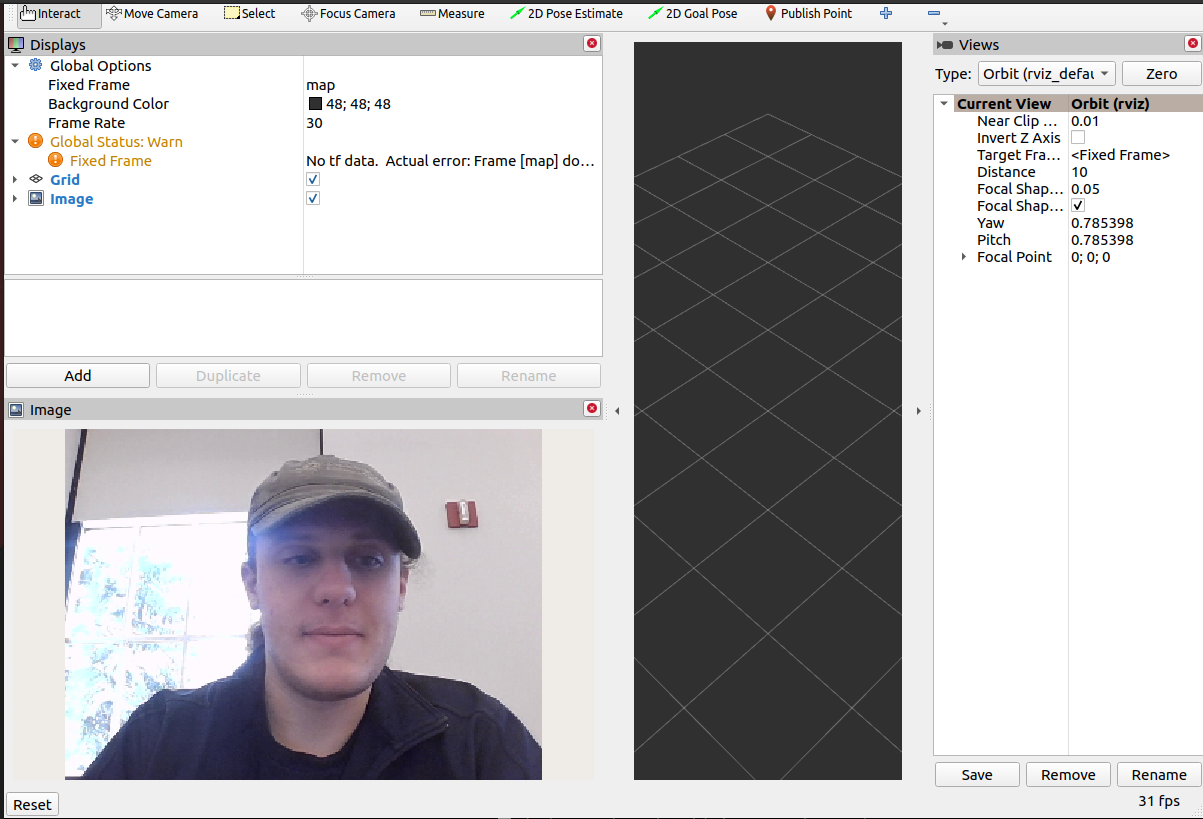 Interact Move Camera Select Focus Camera Measure 2D Pose Estimate 2D Goal Pose Publish Point
Displays
Global Options
Fixed Frame map
Background Color 48; 48; 48
Frame Rate 30
Global Status: Warn
Fixed Frame No tf data.  Actual error: Frame [map] do...
Grid
Image
Add Duplicate Remove Rename
Image
Reset
Views
Type: Orbit (rviz_defau Zero
Current View Orbit (rviz)
Near Clip ... 0.01
Invert Z Axis
Target Fra... <Fixed Frame>
Distance 10
Focal Shap... 0.05
Focal Shap...
Yaw 0.785398
Pitch 0.785398
Focal Point 0; 0; 0
Save Remove Rename
31 fps